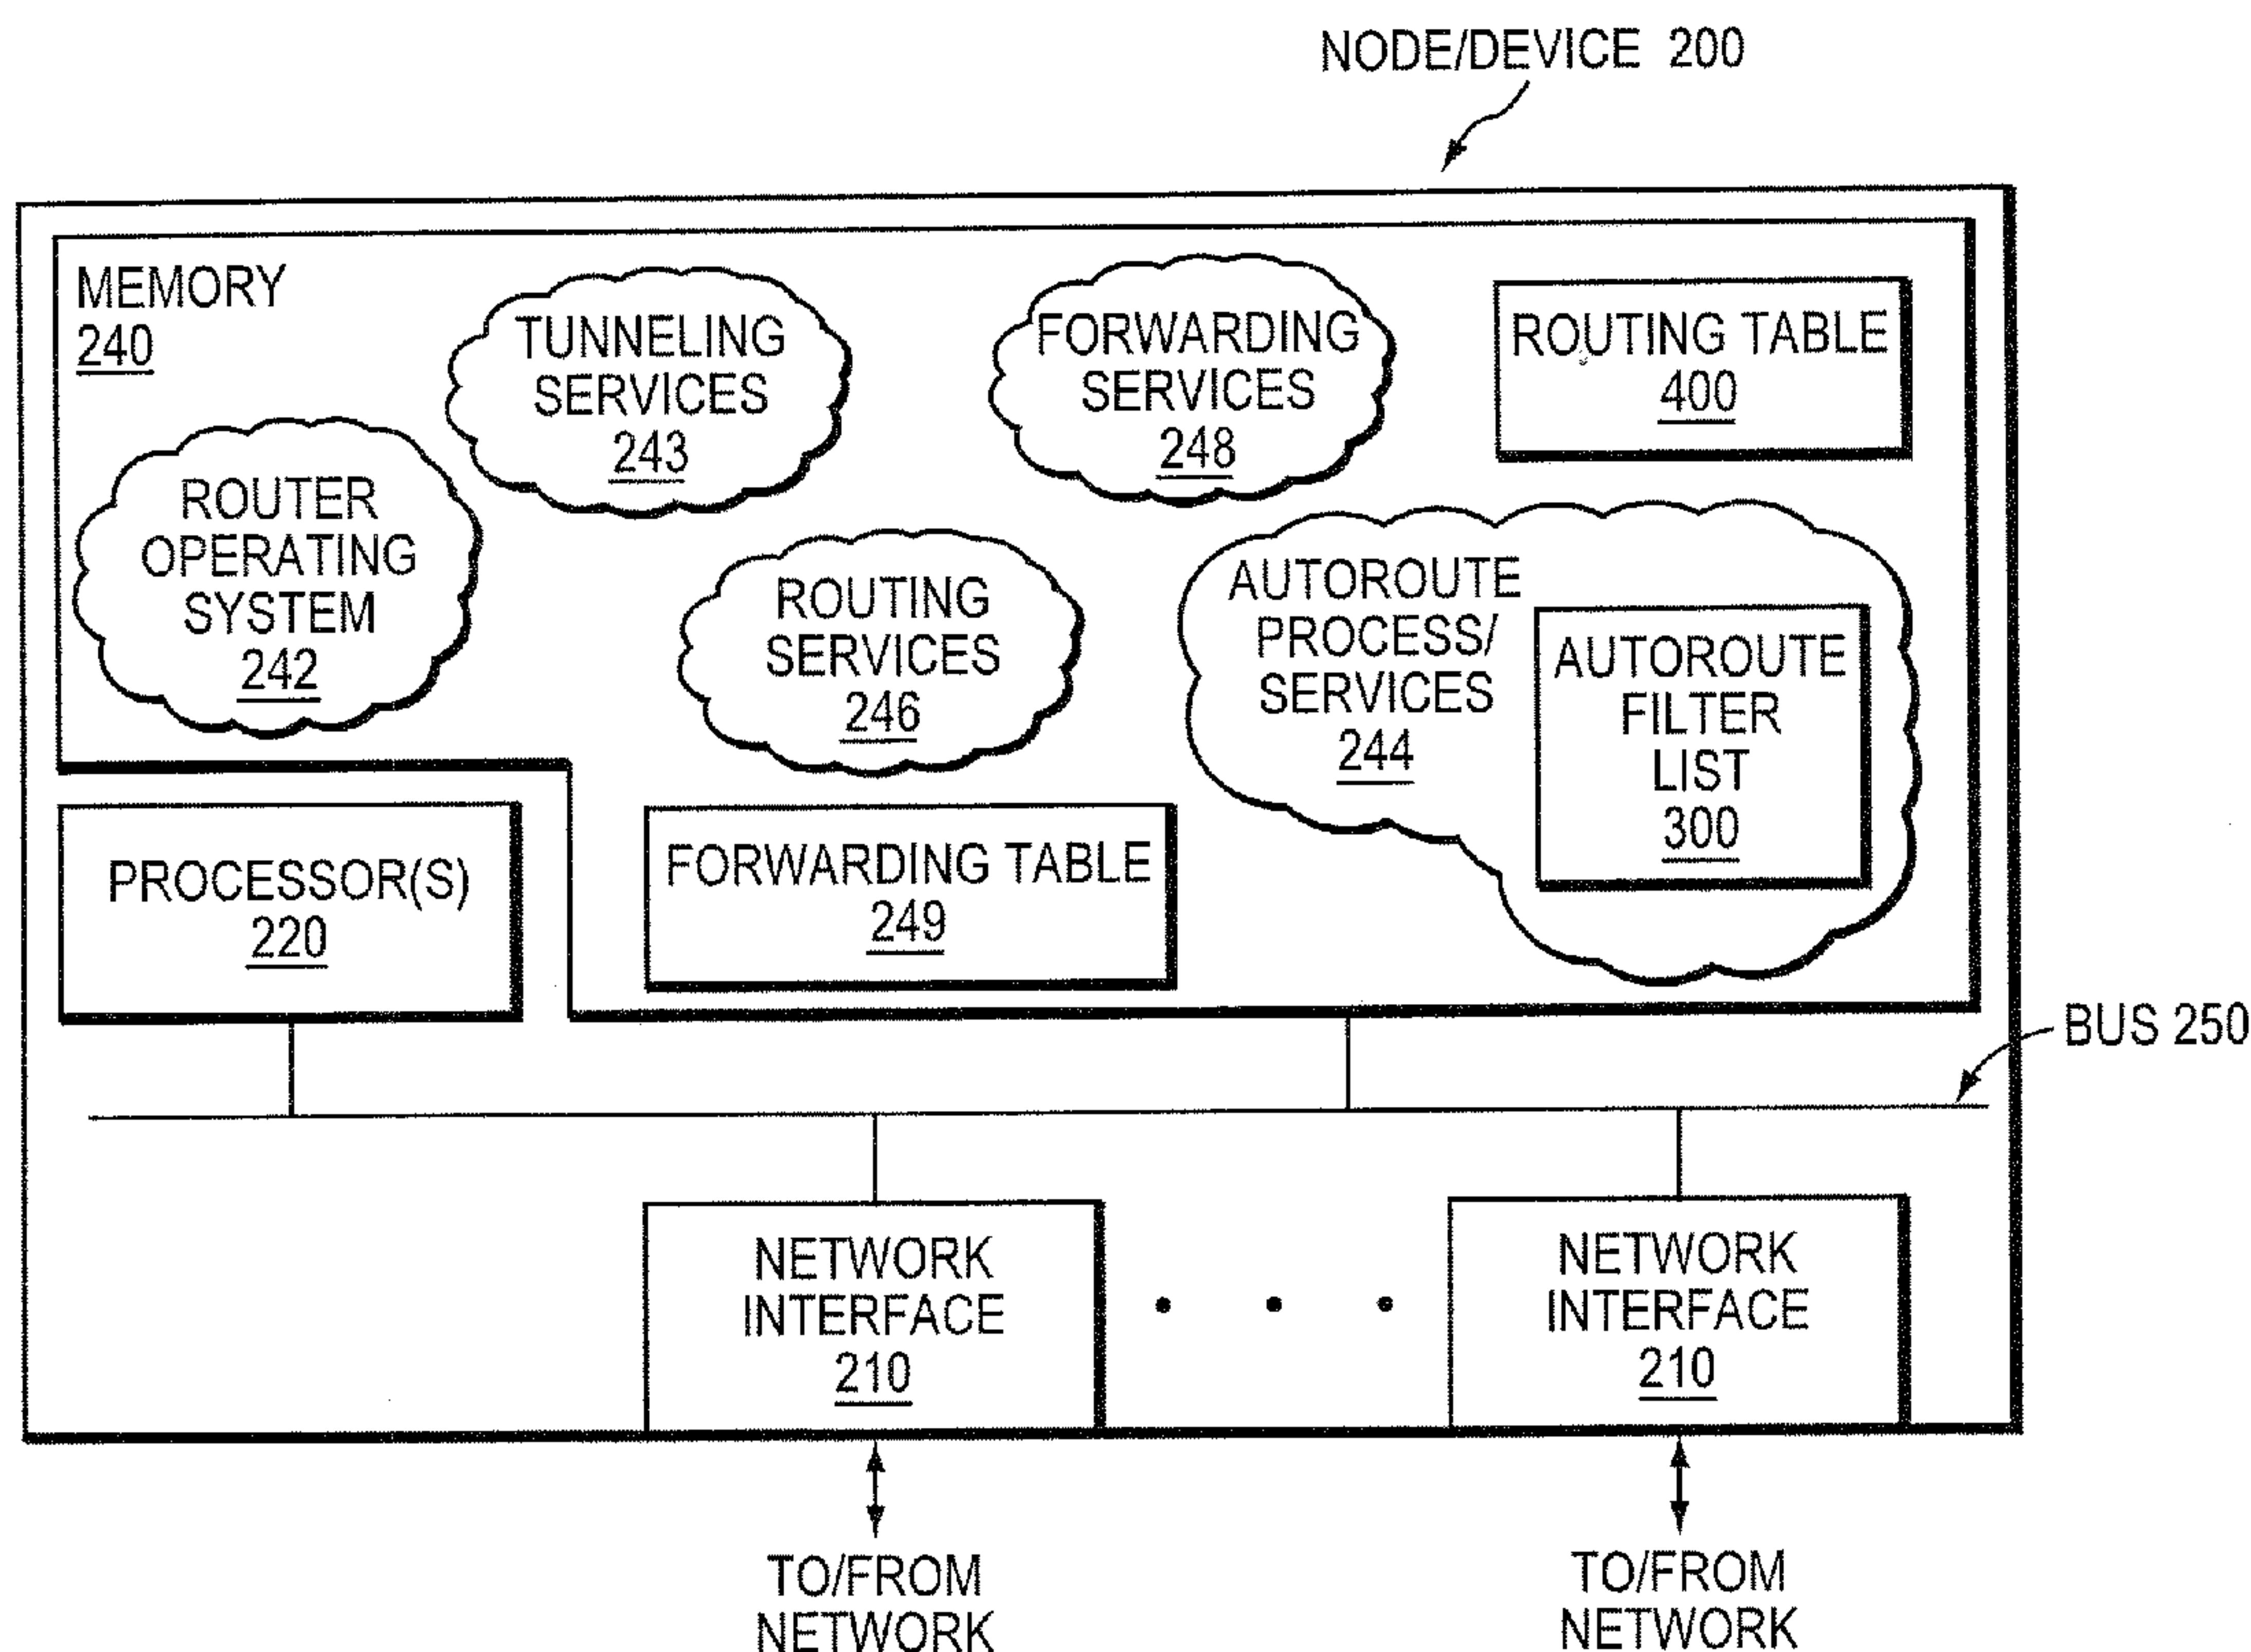 NODE/DEVICE 200
MEMORY
240
TUNNELING
SERVICES
243
FORWARDING
SERVICES
248
ROUTING TABLE
400
ROUTER
OPERATING
SYSTEM
242
ROUTING
SERVICES
246
AUTOROUTE
PROCESS/
SERVICES
244
AUTOROUTE
FILTER
LIST
300
PROCESSOR(S)
220
FORWARDING TABLE
249
BUS 250
NETWORK
INTERFACE
210
NETWORK
INTERFACE
210
TO/FROM
NETWORK
TO/FROM
NETWORK